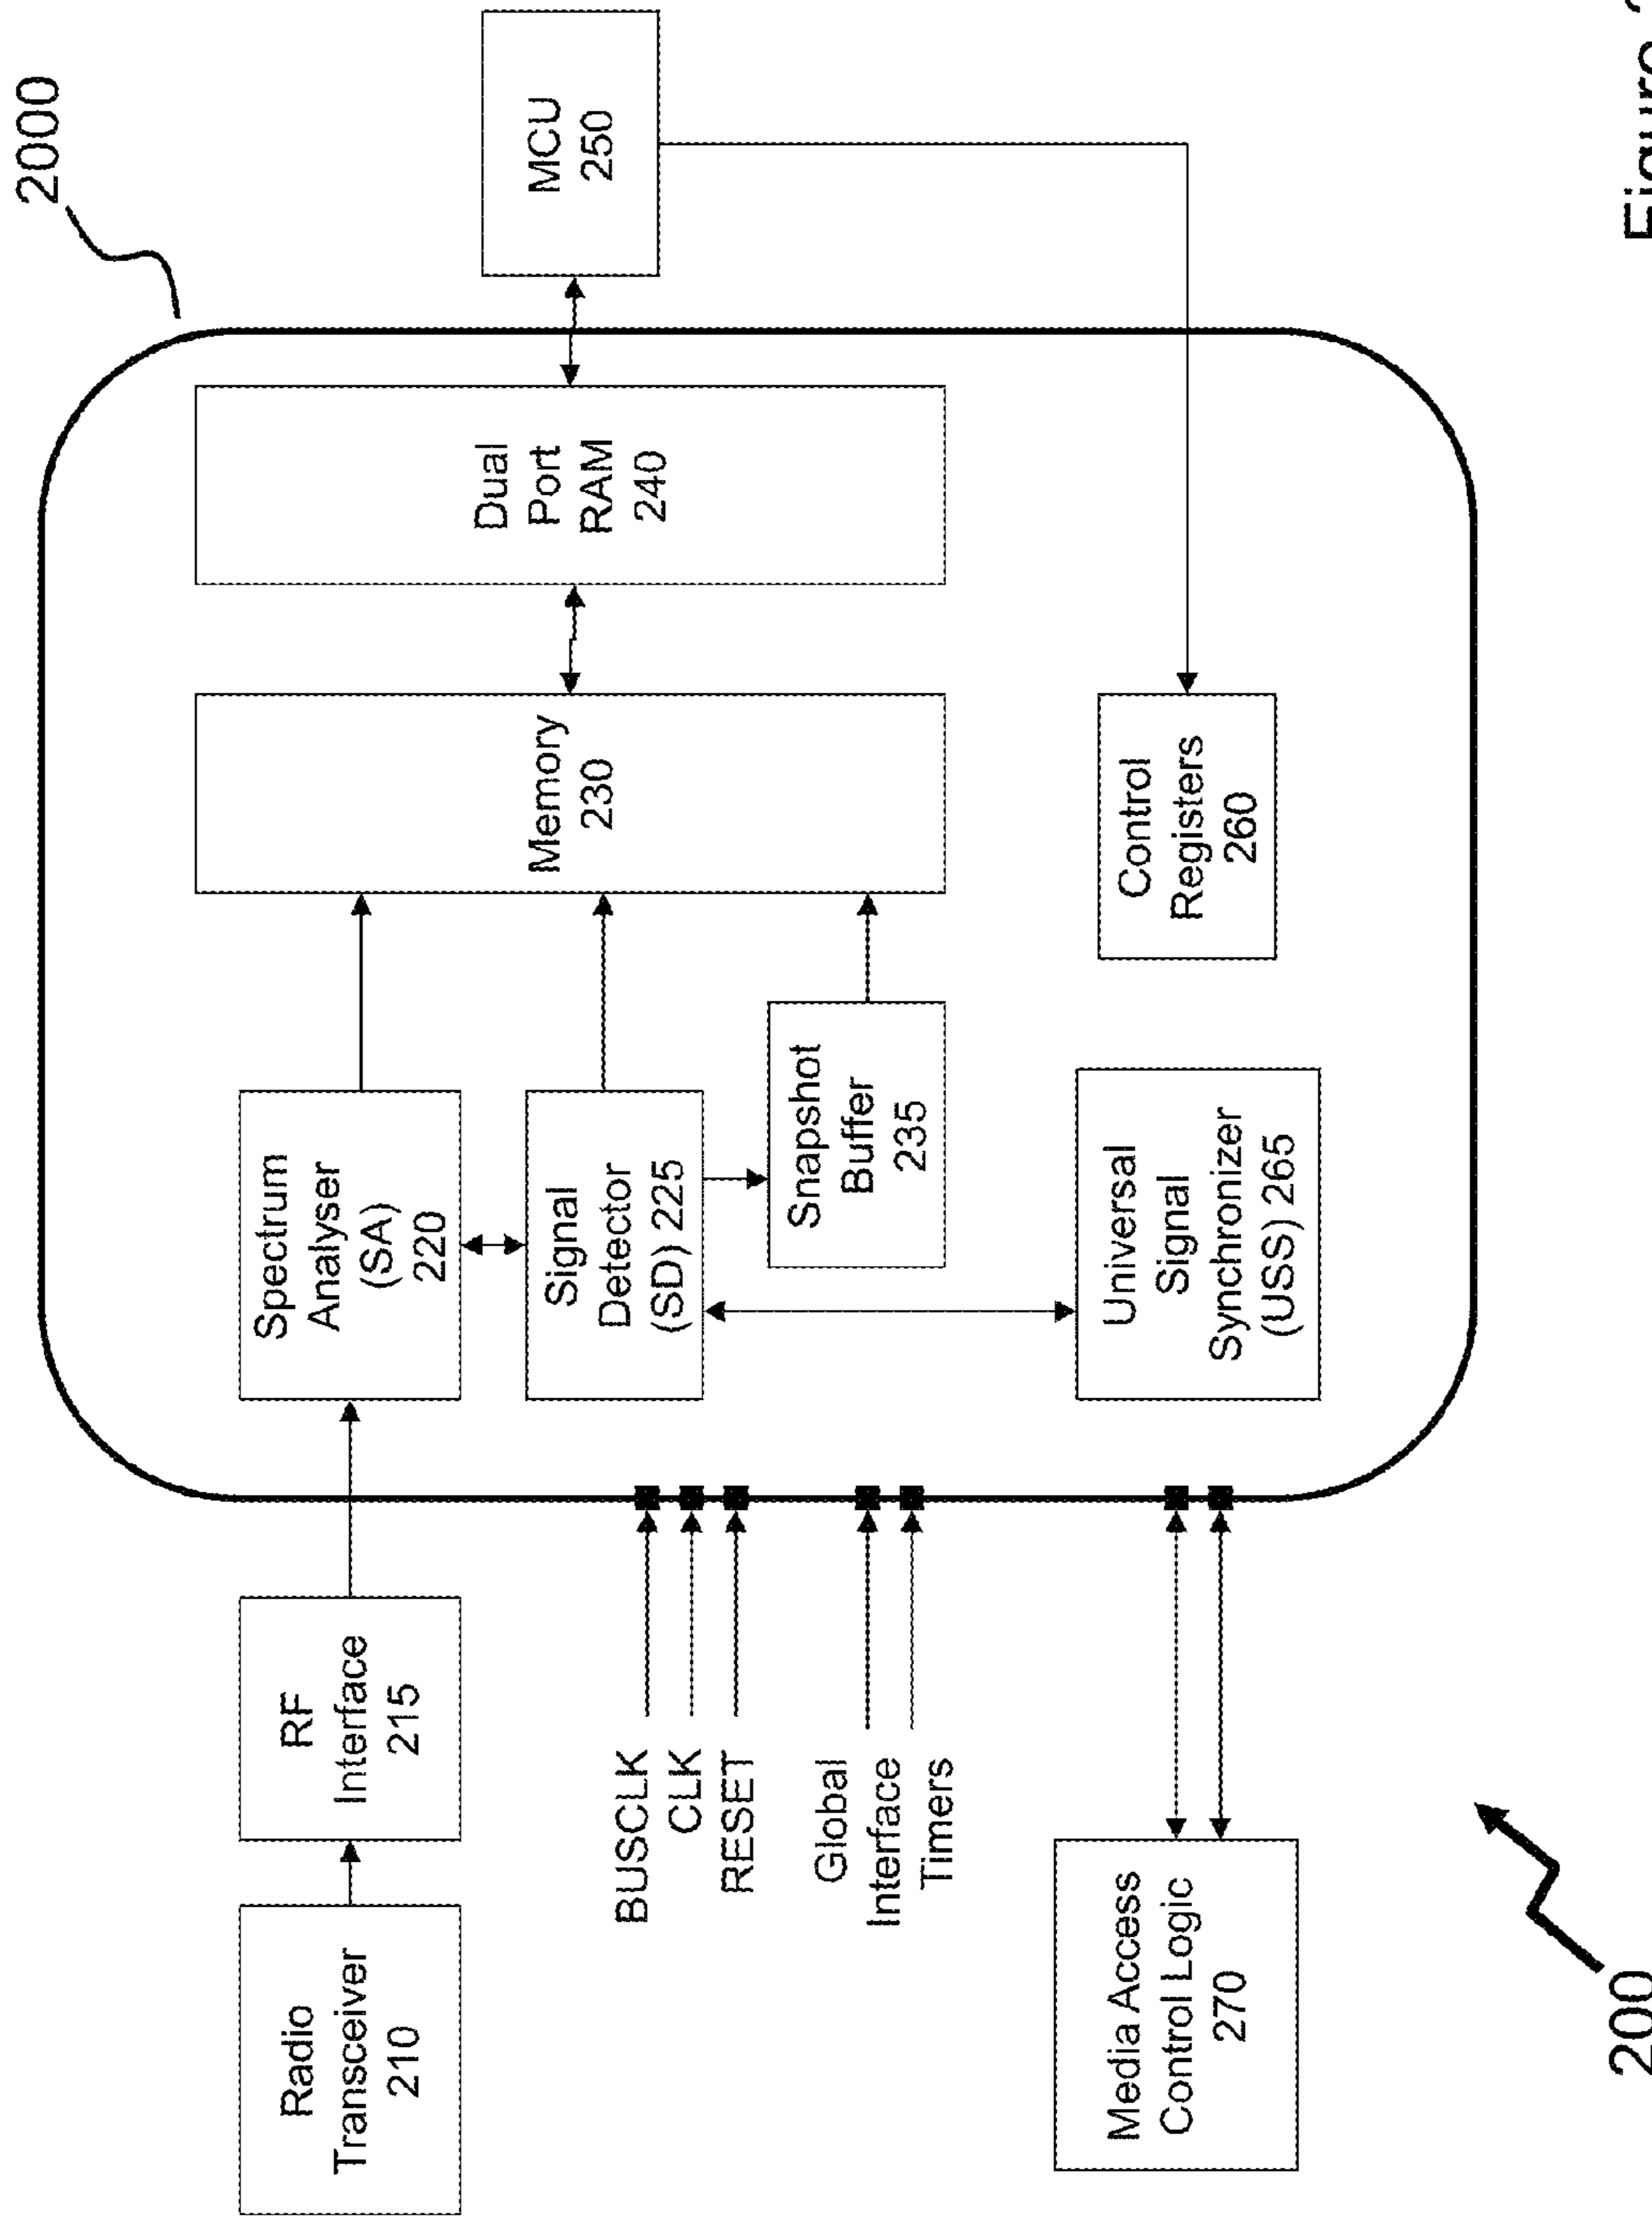 2000
Radio
Transceiver
210
RF
Interface
215
Spectrum
Analyser
(SA)
220
Signal
Detector
(SD) 225
Snapshot
Buffer
235
Memory
230
Dual
Port
RAM
240
MCU
250
BUSCLK
CLK
RESET
Global
Interface
Timers
Media Access
Control Logic
270
Universal
Signal
Synchronizer
(USS) 265
Control
Registers
260
200
Figure